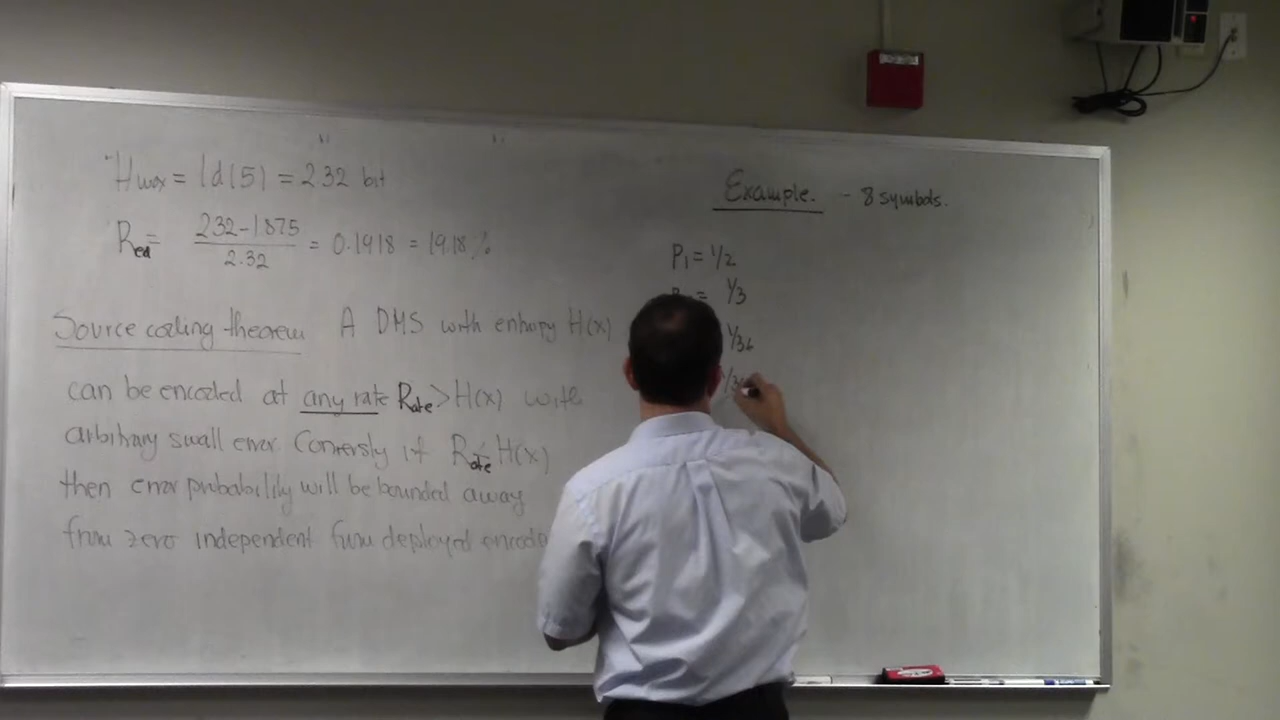 Hmax = ld(5) = 2.32 bit
Red = 2.32-1.875 / 2.32 = 0.1918 = 19.18 %
Source coding theorem A DMS with entropy H(x)
can be encoded at any rate Rate > H(x) with
arbitrary small error. Conversly if Rate < H(x)
then error probability will be bounded away
from zero independent from deployed
Example. - 8 symbols.
P1 = 1/2
= 1/3
1/36